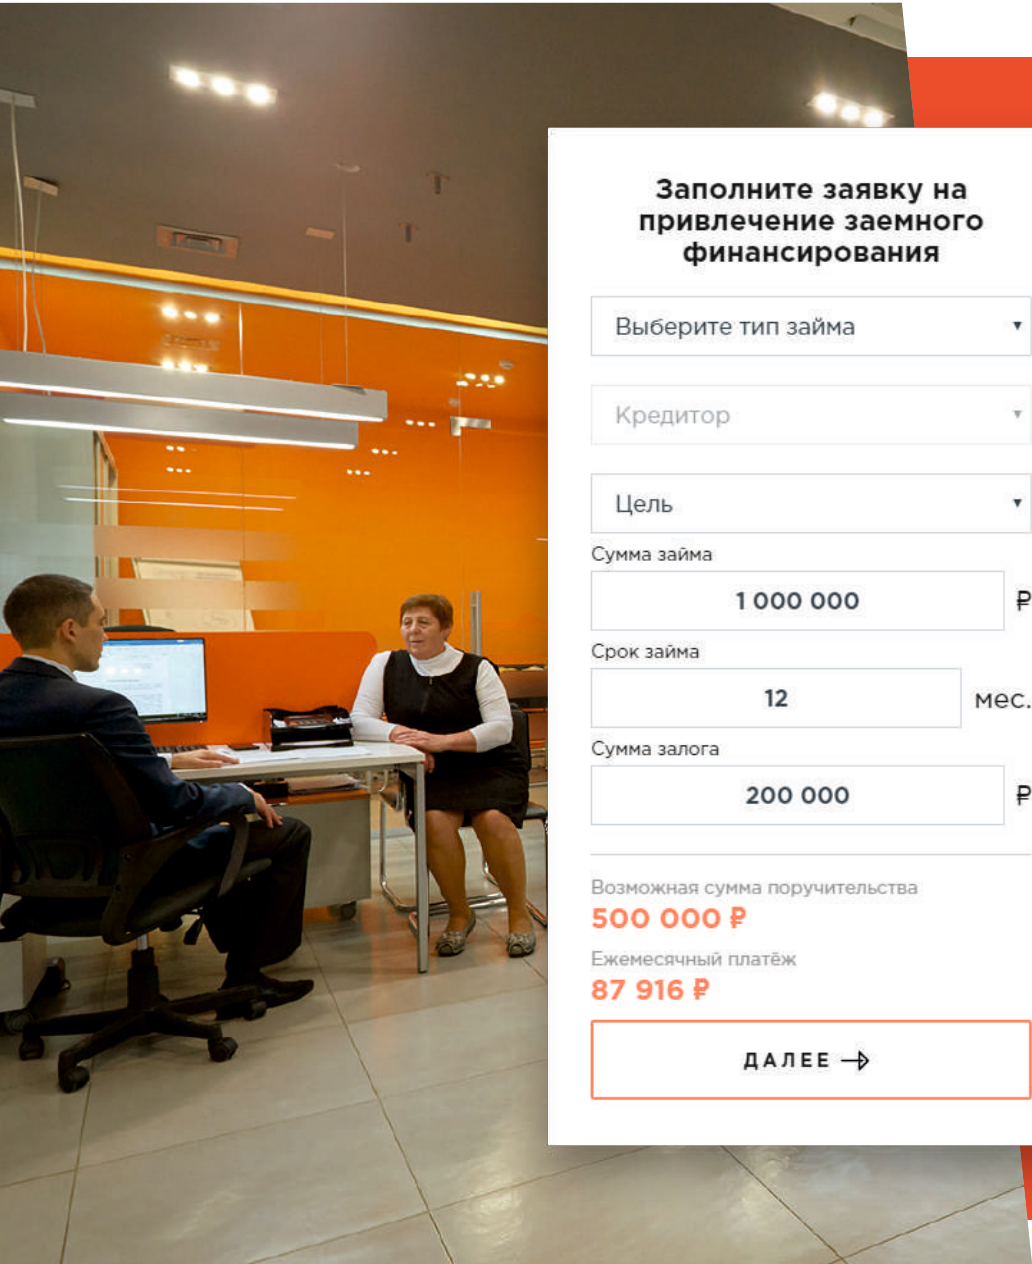 Заполните заявку на
привлечение заемного
финансирования
Выберите тип займа
Кредитор
Цель
Сумма займа
1 000 000 ₽
Срок займа
12 мес.
Сумма залога
200 000 ₽
Возможная сумма поручительства
500 000 ₽
Ежемесячный платёж
87 916 ₽
ДАЛЕЕ